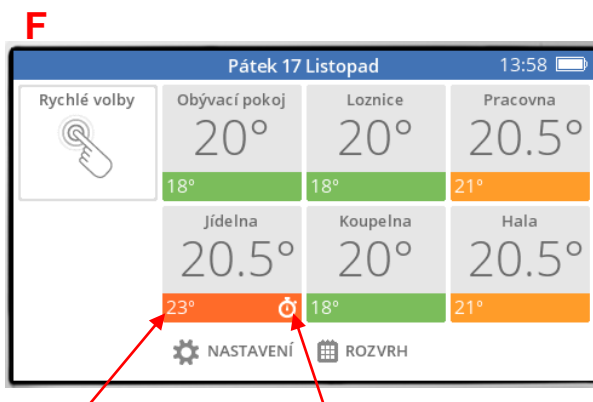 F
Pátek 17 Listopad 13:58
Rychlé volby
Obývací pokoj
20°
18°
Loznice
20°
18°
Pracovna
20.5°
21°
Jídelna
20.5°
23°
Koupelna
20°
18°
Hala
20.5°
21°
NASTAVENÍ ROZVRH